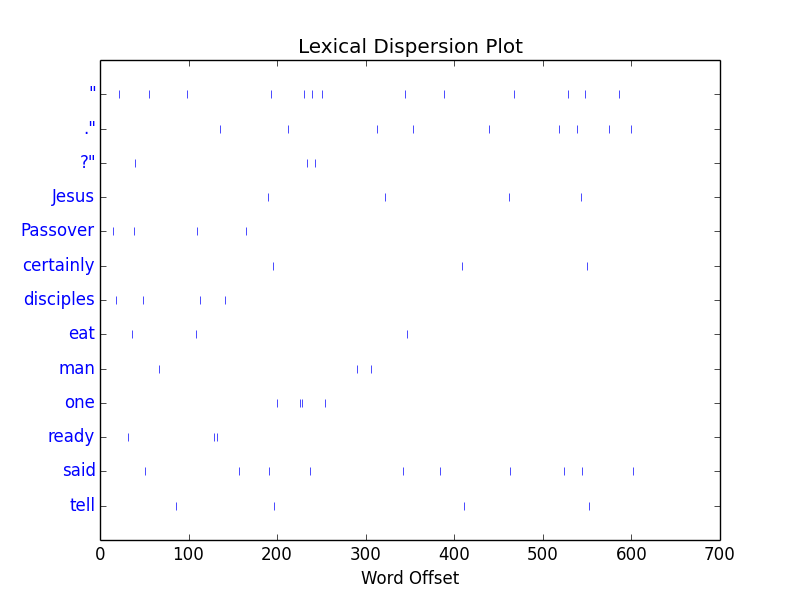 Lexical Dispersion Plot
"
."
?"
Jesus
Passover
certainly
disciples
eat
man
one
ready
said
tell
0 100 200 300 400 500 600 700
Word Offset